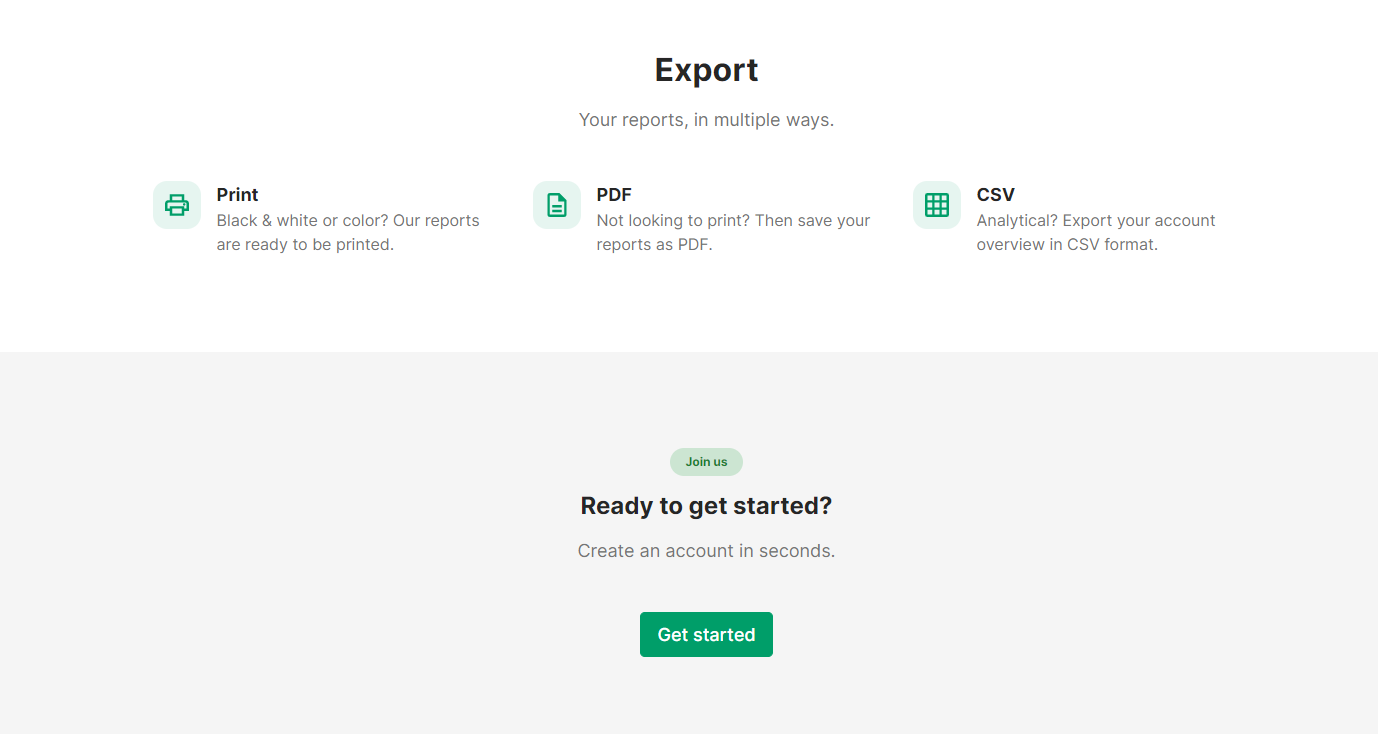 Export
Your reports, in multiple ways.
Print
Black & white or color? Our reports
are ready to be printed.
PDF
Not looking to print? Then save your
reports as PDF.
CSV
Analytical? Export your account
overview in CSV format.
Join us
Ready to get started?
Create an account in seconds.
Get started